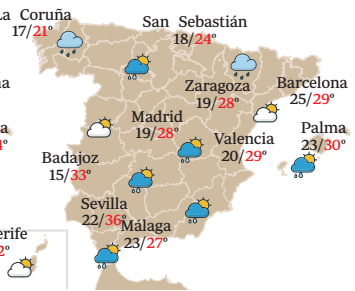 La Coruña
17/21°
San Sebastián
18/24°
Zaragoza
19/28°
Barcelona
25/29°
Madrid
19/28°
Valencia
20/29°
Palma
23/30°
Badajoz
15/33°
Sevilla
22/36°
Málaga
23/27°